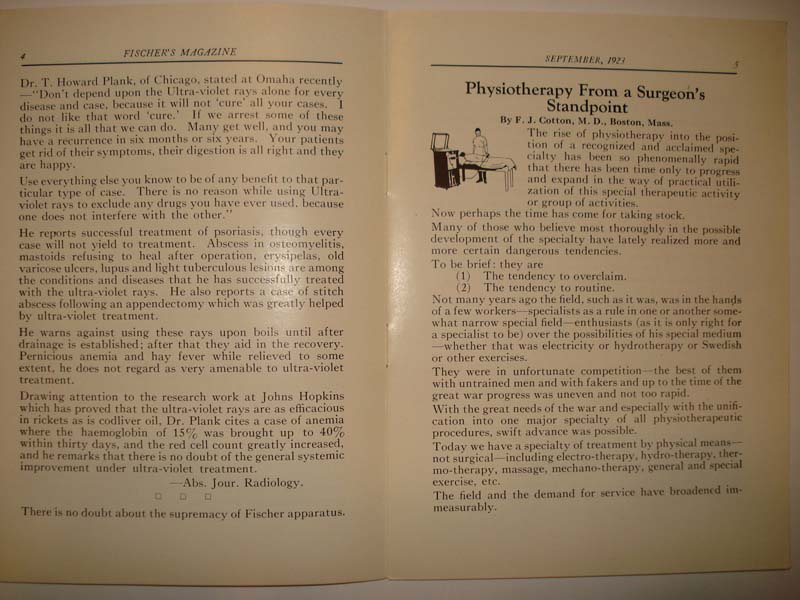 4
FISCHER'S MAGAZINE
Dr. T. Howard Plank, of Chicago, stated at Omaha recently
—"Don't depend upon the Ultra-violet rays alone for every
disease and case, because it will not 'cure' all your cases. I
do not like that word 'cure.' If we arrest some of these
things it is all that we can do. Many get well, and you may
have a recurrence in six months or six years. Your patients
get rid of their symptoms, their digestion is all right and they
are happy.
Use everything else you know to be of any benefit to that par-
ticular type of case. There is no reason while using Ultra-
violet rays to exclude any drugs you have ever used, because
one does not interfere with the other."
He reports successful treatment of psoriasis, though every
case will not yield to treatment. Abscess in osteomyelitis,
mastoids refusing to heal after operation, erysipelas, old
varicose ulcers, lupus and light tuberculous lesions are among
the conditions and diseases that he has successfully treated
with the ultra-violet rays. He also reports a case of stitch
abscess following an appendectomy which was greatly helped
by ultra-violet treatment.
He warns against using these rays upon boils until after
drainage is established; after that they aid in the recovery.
Pernicious anemia and hay fever while relieved to some
extent, he does not regard as very amenable to ultra-violet
treatment.
Drawing attention to the research work at Johns Hopkins
which has proved that the ultra-violet rays are as efficacious
in rickets as is codliver oil, Dr. Plank cites a case of anemia
where the haemoglobin of 15% was brought up to 40%
within thirty days, and the red cell count greatly increased,
and he remarks that there is no doubt of the general systemic
improvement under ultra-violet treatment.
—Abs. Jour. Radiology.
There is no doubt about the supremacy of Fischer apparatus.
SEPTEMBER, 1923
5
Physiotherapy From a Surgeon's
Standpoint
By F. J. Cotton, M. D., Boston, Mass.
The rise of physiotherapy into the posi-
tion of a recognized and acclaimed spe-
cialty has been so phenomenally rapid
that there has been time only to progress
and expand in the way of practical utili-
zation of this special therapeutic activity
or group of activities.
Now perhaps the time has come for taking stock.
Many of those who believe most thoroughly in the possible
development of the specialty have lately realized more and
more certain dangerous tendencies.
To be brief: they are
(1) The tendency to overclaim.
(2) The tendency to routine.
Not many years ago the field, such as it was, was in the hands
of a few workers—specialists as a rule in one or another some-
what narrow special field—enthusiasts (as it is only right for
a specialist to be) over the possibilities of his special medium
—whether that was electricity or hydrotherapy or Swedish
or other exercises.
They were in unfortunate competition—the best of them
with untrained men and with fakers and up to the time of the
great war progress was uneven and not too rapid.
With the great needs of the war and especially with the unifi-
cation into one major specialty of all physiotherapeutic
procedures, swift advance was possible.
Today we have a specialty of treatment by physical means—
not surgical—including electro-therapy, hydro-therapy, ther-
mo-therapy, massage, mechano-therapy, general and special
exercise, etc.
The field and the demand for service have broadened im-
measurably.